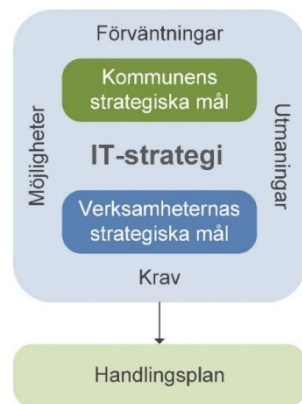 Förväntningar
Kommunens
strategiska mål
Möjligheter
IT-strategi
Utmaningar
Verksamheternas
strategiska mål
Krav
Handlingsplan